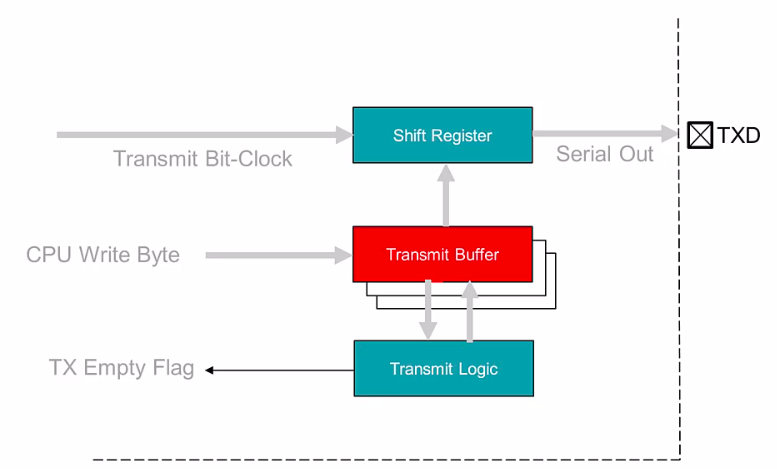 Shift Register
TXD
Transmit Bit-Clock
Serial Out
CPU Write Byte
Transmit Buffer
TX Empty Flag
Transmit Logic